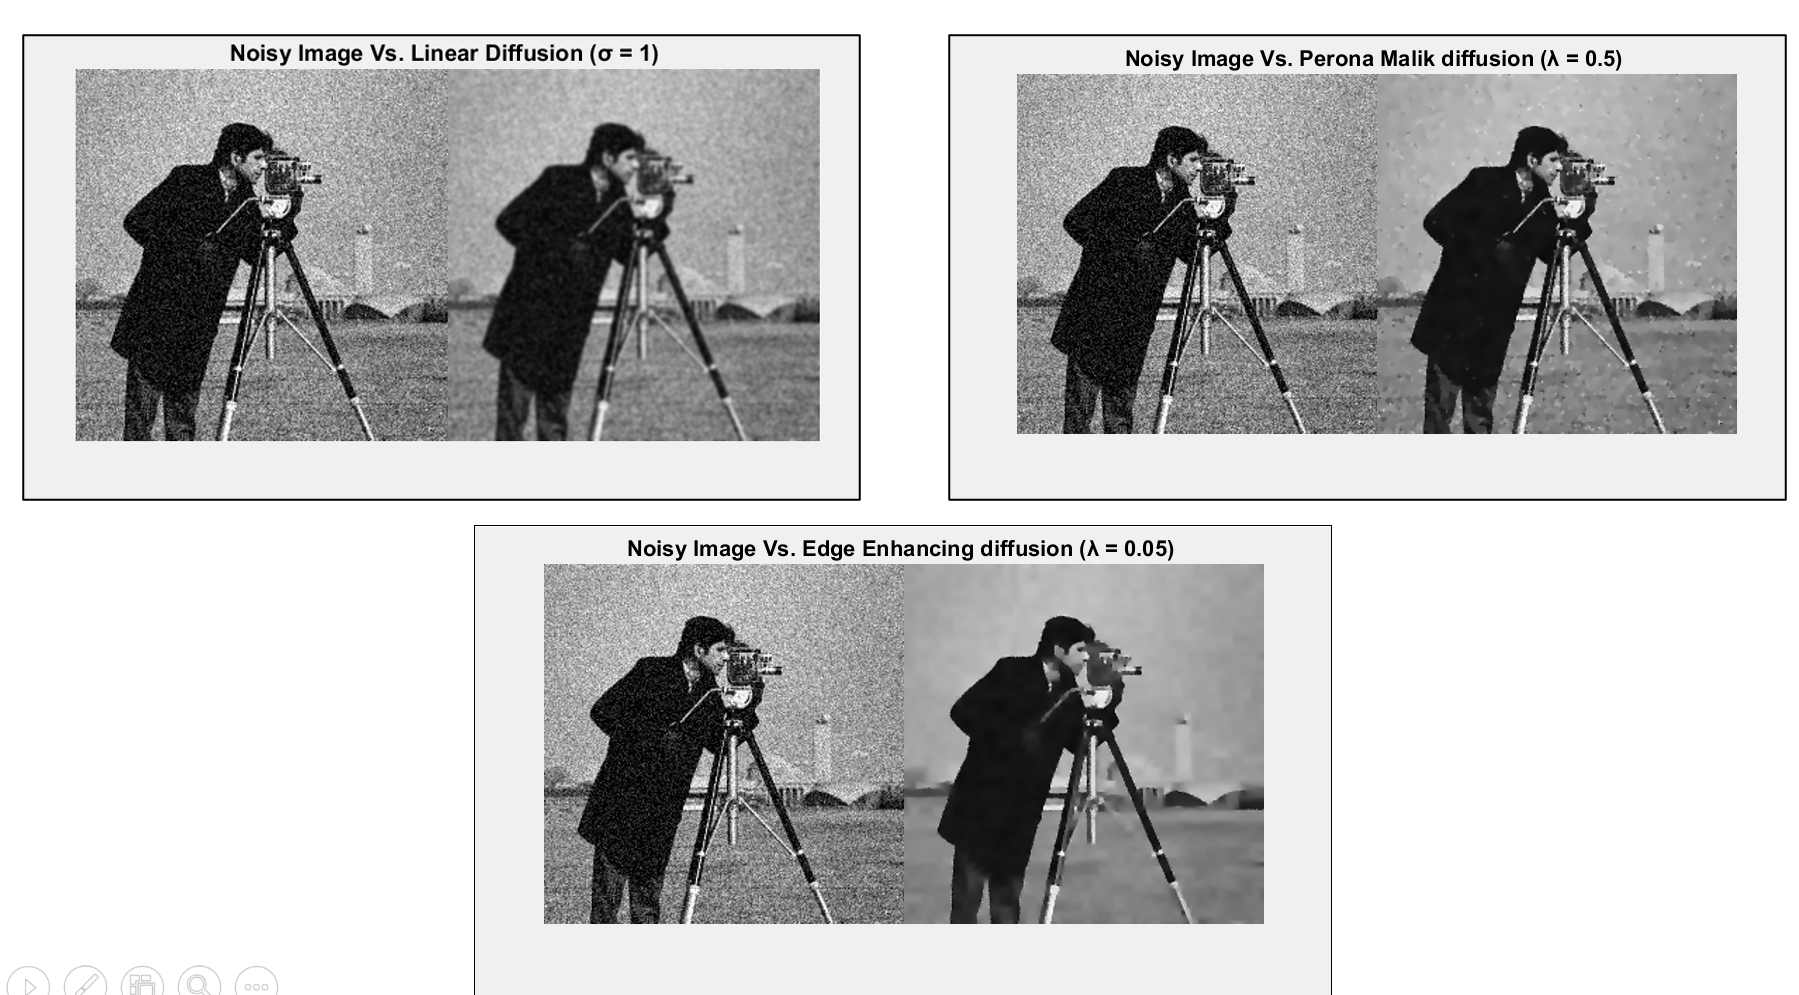 Noisy Image Vs. Linear Diffusion (σ = 1)
Noisy Image Vs. Perona Malik diffusion (λ = 0.5)
Noisy Image Vs. Edge Enhancing diffusion (λ = 0.05)